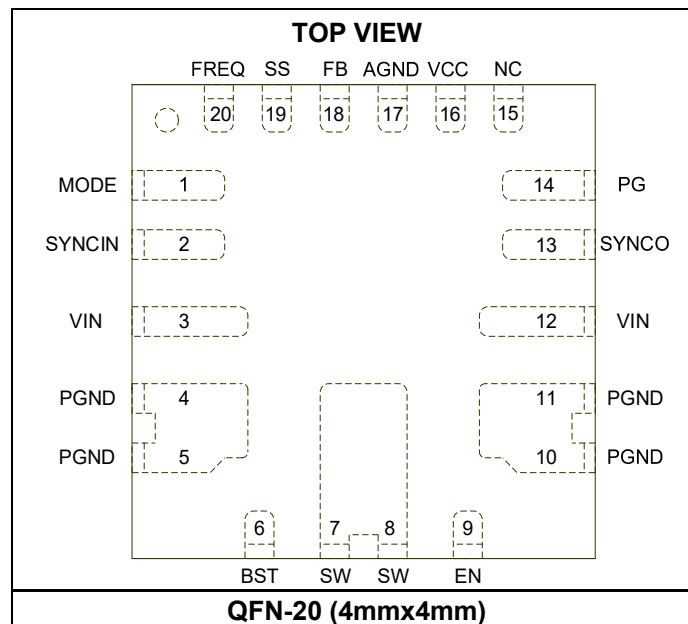 TOP VIEW
FREQ SS FB AGND VCC NC
20 19 18 17 16 15
MODE 1 14 PG
SYNCIN 2 13 SYNCO
VIN 3 12 VIN
PGND 4 11 PGND
PGND 5 10 PGND
6 7 8 9
BST SW SW EN
QFN-20 (4mmx4mm)